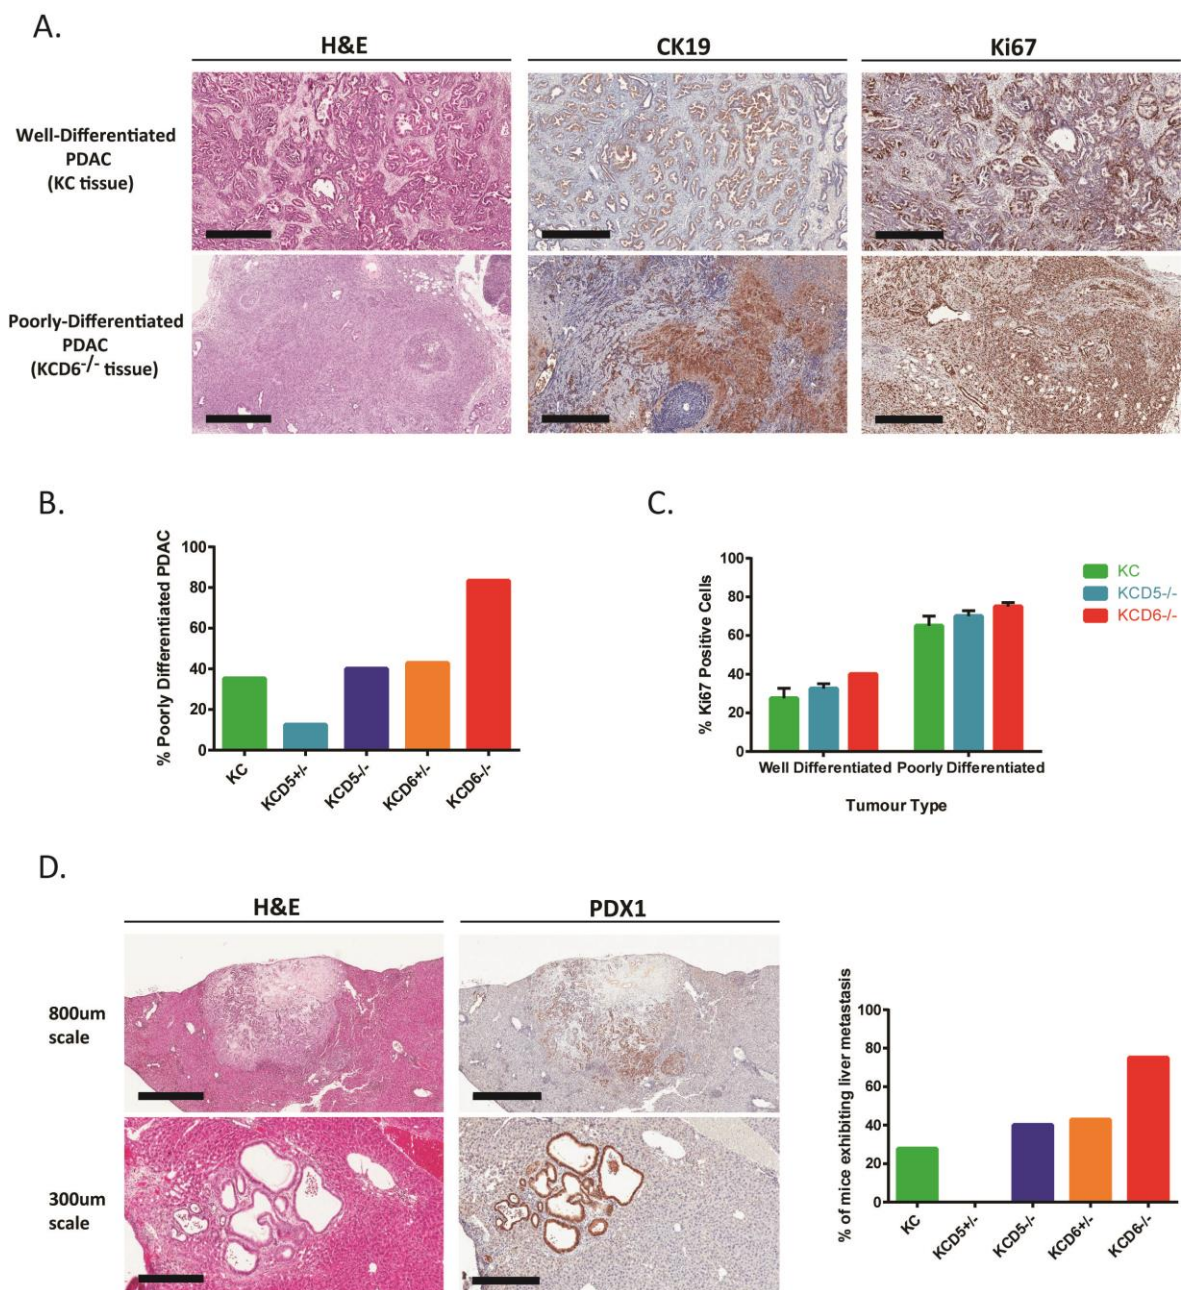 A.
H&E
CK19
Ki67
Well-Differentiated
PDAC
(KC tissue)
Poorly-Differentiated
PDAC
(KCD6-/- tissue)
B.
% Poorly Differentiated PDAC
100
80
60
40
20
0
KC
KCD5+/-
KCD5-/-
KCD6+/-
KCD6-/-
C.
% Ki67 Positive Cells
100
80
60
40
20
0
Well Differentiated
Poorly Differentiated
Tumour Type
KC
KCD5-/-
KCD6-/-
D.
H&E
PDX1
800um
scale
300um
scale
% of mice exhibiting liver metastasis
100
80
60
40
20
0
KC
KCD5+/-
KCD5-/-
KCD6+/-
KCD6-/-